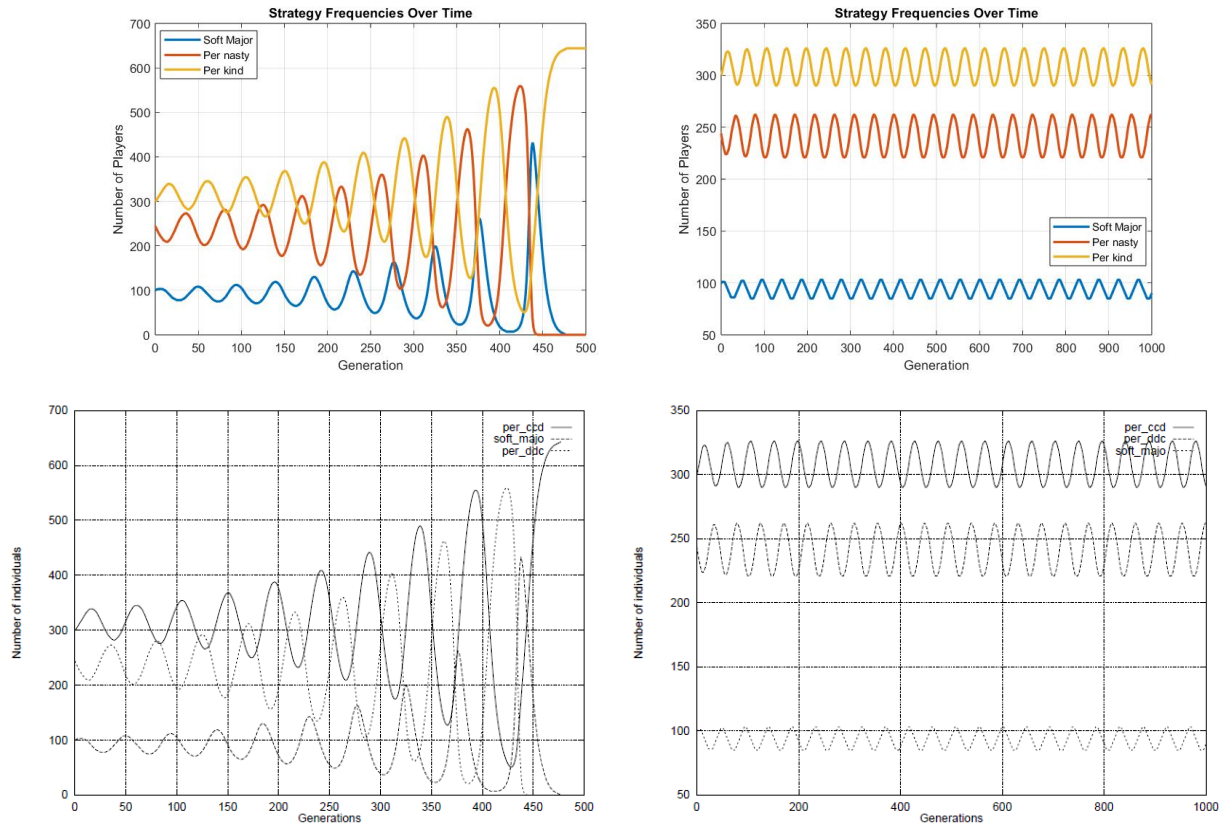 Strategy Frequencies Over Time
700
600
500
400
300
200
100
0
Number of Players
Soft Major
Per nasty
Per kind
0 50 100 150 200 250 300 350 400 450 500
Generation
Strategy Frequencies Over Time
350
300
250
200
150
100
50
Number of Players
Soft Major
Per nasty
Per kind
0 100 200 300 400 500 600 700 800 900 1000
Generation
700
600
500
400
300
200
100
0
Number of individuals
per_ccd
soft_majo
per_ddc
0 50 100 150 200 250 300 350 400 450 500
Generations
350
300
250
200
150
100
50
Number of individuals
per_ccd
per_ddc
soft_majo
0 200 400 600 800 1000
Generations